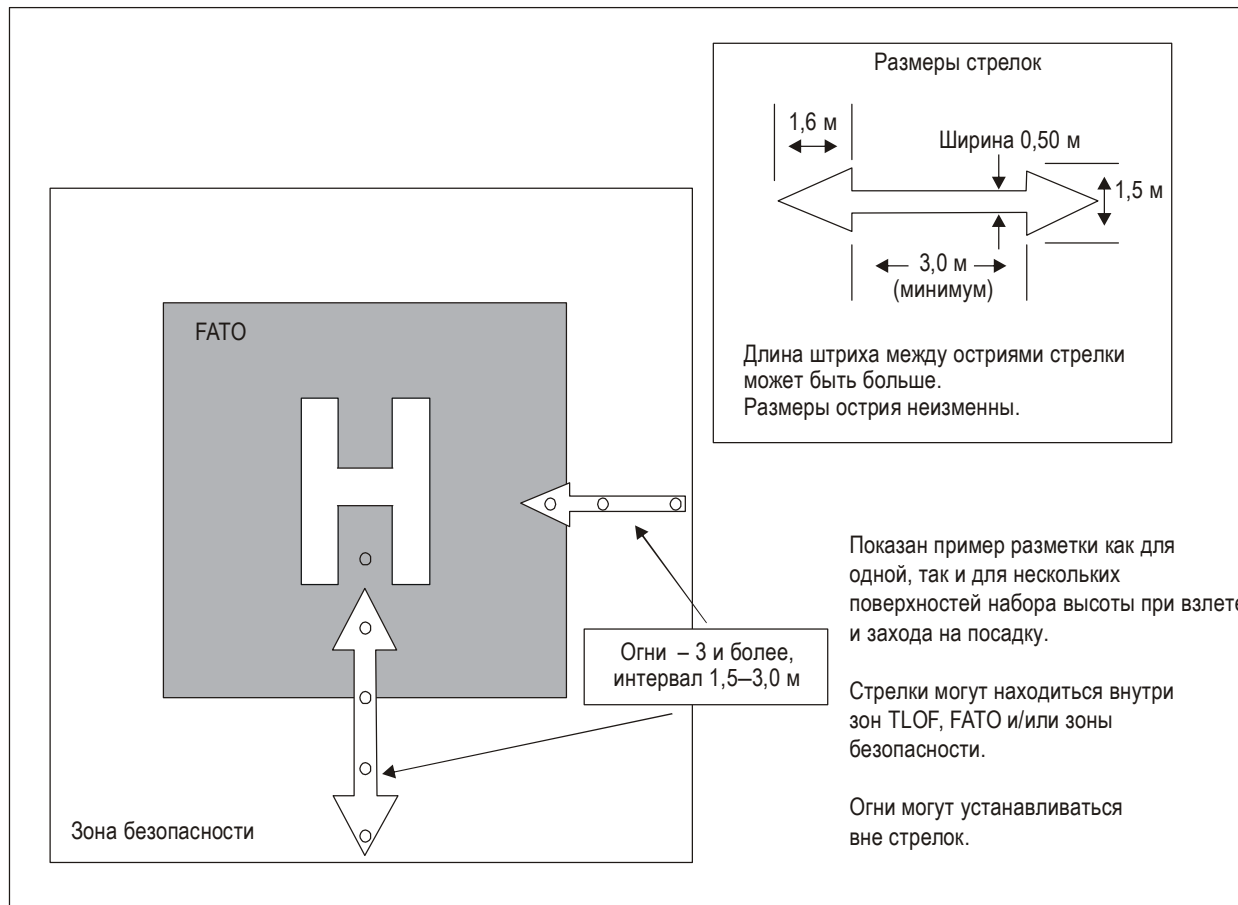 Размеры стрелок
1,6 м
Ширина 0,50 м
1,5 м
3,0 м
(минимум)
Длина штриха между остриями стрелки
может быть больше.
Размеры острия неизменны.
FATO
H
Огни – 3 и более,
интервал 1,5–3,0 м
Зона безопасности
Показан пример разметки как для
одной, так и для нескольких
поверхностей набора высоты при взлете
и захода на посадку.
Стрелки могут находиться внутри
зон TLOF, FATO и/или зоны
безопасности.
Огни могут устанавливаться
вне стрелок.